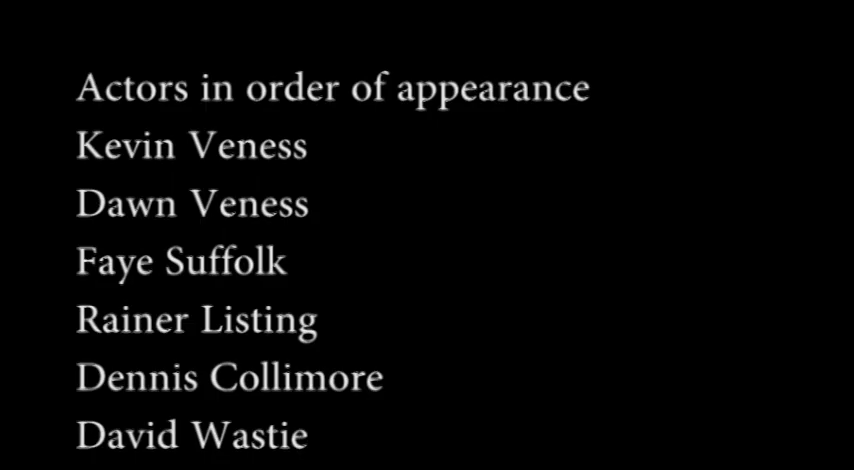 Actors in order of appearance
Kevin Veness
Dawn Veness
Faye Suffolk
Rainer Listing
Dennis Collimore
David Wastie